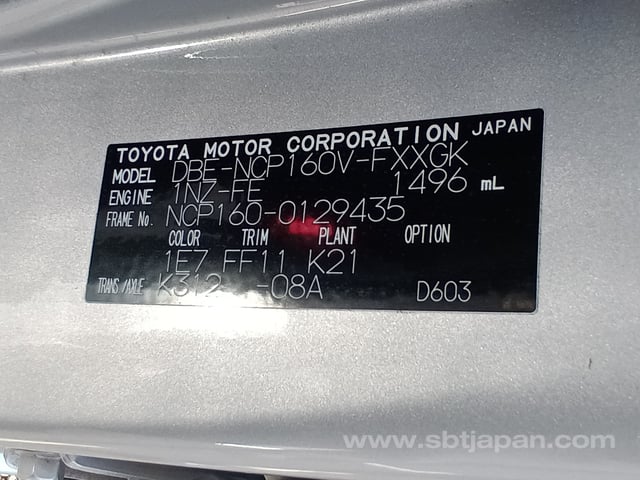 TOYOTA MOTOR CORPORATION JAPAN
MODEL DBE-NCP160V-FXXGK
ENGINE 1NZ-FE 1496 mL
FRAME No. NCP160-0129435
COLOR TRIM PLANT OPTION
1E7 FF11 K21
TRANS/AXLE K312 -08A D603
www.sbtjapan.com